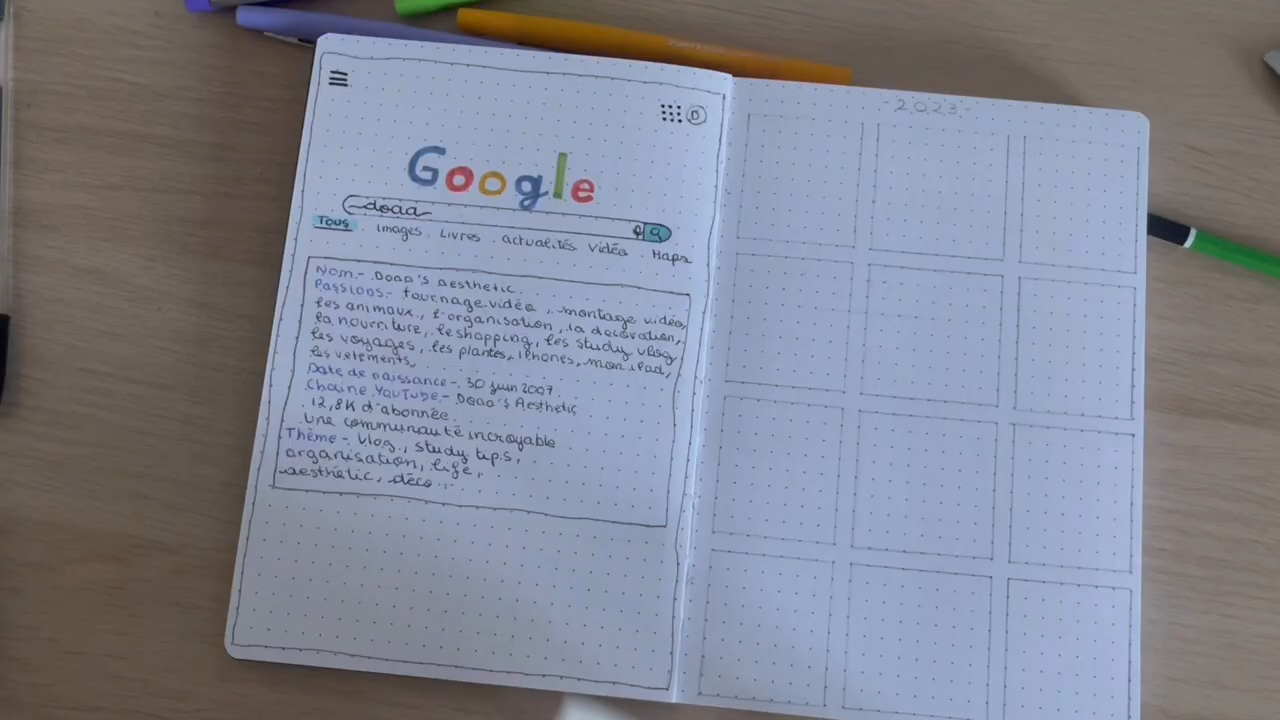 D
Google
doaa
Tous images livres actualités vidéo Maps
Nom - Doaa's aesthetic.
Passions - tournage vidéo, montage vidéo,
les animaux, l'organisation, la décoration,
la nourriture, le shopping, les study vlog,
les voyages, les plantes, iphones, mon ipad,
les vetements,
Date de naissance - 30 juin 2007
Chaine YouTube - Doaa's Aesthetic
12,8K d'abonnée.
une communauté incroyable
Thème - Vlog, study tips,
organisation, life,
aesthétic, déco...
-2023-